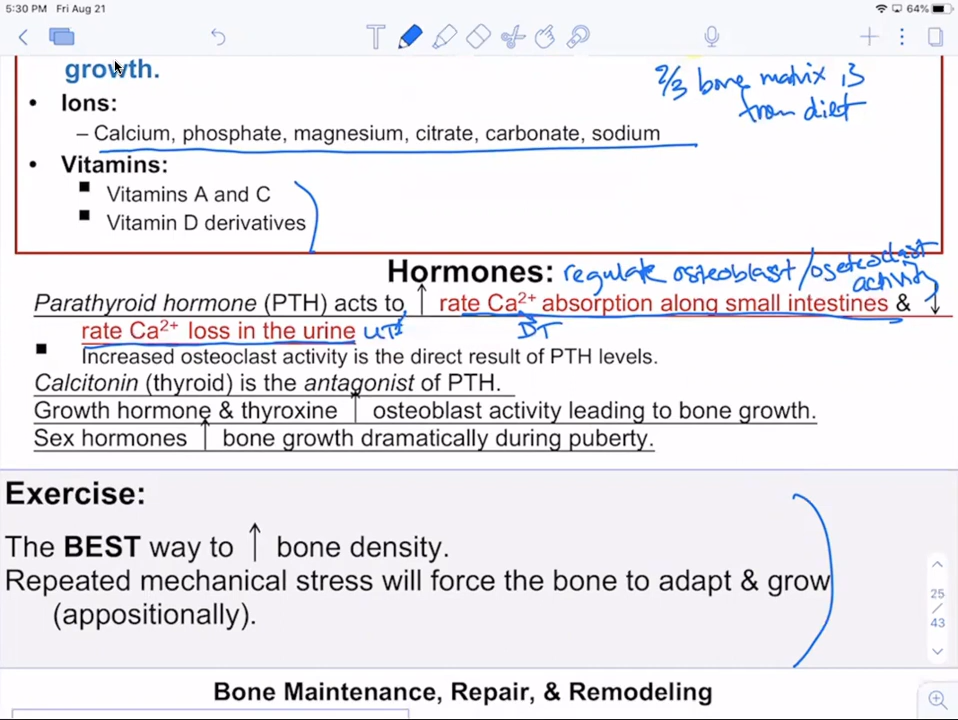 5:30 PM Fri Aug 21
64%
growth.
2/3 bone matrix is
from diet
• Ions:
– Calcium, phosphate, magnesium, citrate, carbonate, sodium
• Vitamins:
■ Vitamins A and C
■ Vitamin D derivatives
Hormones: regulate osteoblast/osteoclast
activity
Parathyroid hormone (PTH) acts to ↑ rate Ca²⁺ absorption along small intestines & ↓
rate Ca²⁺ loss in the urine
DT
■ Increased osteoclast activity is the direct result of PTH levels.
Calcitonin (thyroid) is the antagonist of PTH.
Growth hormone & thyroxine ↑ osteoblast activity leading to bone growth.
Sex hormones ↑ bone growth dramatically during puberty.
Exercise:
The BEST way to ↑ bone density.
Repeated mechanical stress will force the bone to adapt & grow
(appositionally).
25
/
43
Bone Maintenance, Repair, & Remodeling